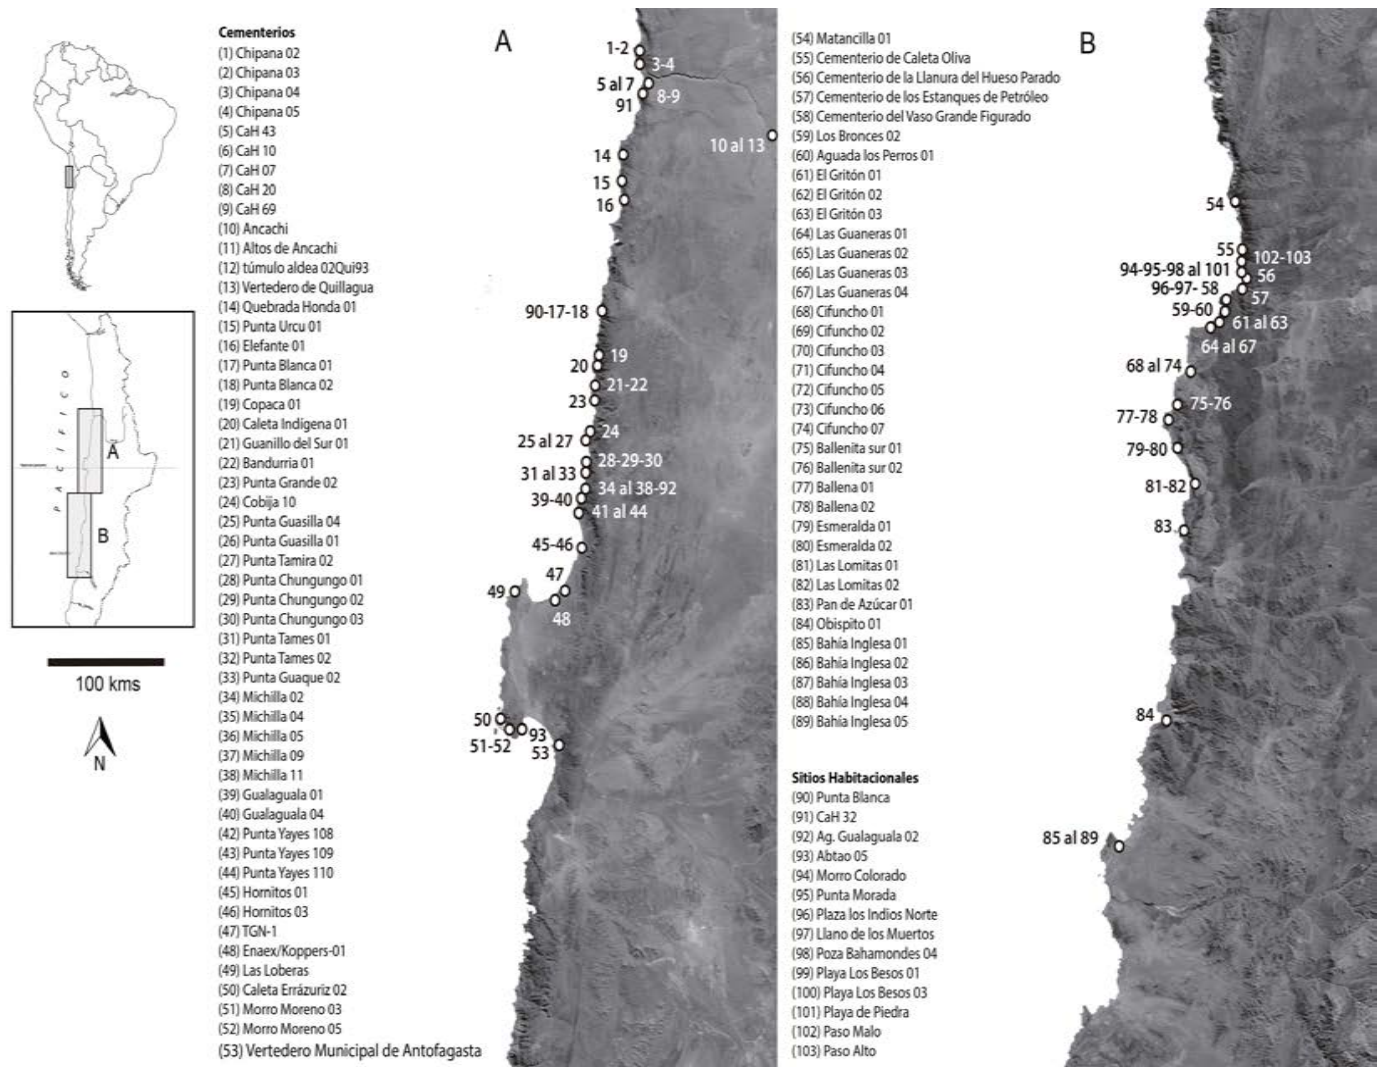 Cementerios
(1) Chipana 02
(2) Chipana 03
(3) Chipana 04
(4) Chipana 05
(5) CaH 43
(6) CaH 10
(7) CaH 07
(8) CaH 20
(9) CaH 69
(10) Ancachi
(11) Altos de Ancachi
(12) túmulo aldea 02Qui93
(13) Vertedero de Quillagua
(14) Quebrada Honda 01
(15) Punta Urcu 01
(16) Elefante 01
(17) Punta Blanca 01
(18) Punta Blanca 02
(19) Copaca 01
(20) Caleta Indígena 01
(21) Guanillo del Sur 01
(22) Bandurria 01
(23) Punta Grande 02
(24) Cobija 10
(25) Punta Guasilla 04
(26) Punta Guasilla 01
(27) Punta Tamira 02
(28) Punta Chungungo 01
(29) Punta Chungungo 02
(30) Punta Chungungo 03
(31) Punta Tames 01
(32) Punta Tames 02
(33) Punta Guaque 02
(34) Michilla 02
(35) Michilla 04
(36) Michilla 05
(37) Michilla 09
(38) Michilla 11
(39) Gualaguala 01
(40) Gualaguala 04
(42) Punta Yayes 108
(43) Punta Yayes 109
(44) Punta Yayes 110
(45) Hornitos 01
(46) Hornitos 03
(47) TGN-1
(48) Enaex/Koppers-01
(49) Las Loberas
(50) Caleta Errázuriz 02
(51) Morro Moreno 03
(52) Morro Moreno 05
(53) Vertedero Municipal de Antofagasta
PACÍFICO
A
B
100 kms
N
A
1-2
3-4
5 al 7
8-9
91
10 al 13
14
15
16
90-17-18
19
20
21-22
23
24
25 al 27
28-29-30
31 al 33
34 al 38-92
39-40
41 al 44
45-46
47
49
48
50
93
51-52
53
(54) Matancilla 01
(55) Cementerio de Caleta Oliva
(56) Cementerio de la Llanura del Hueso Parado
(57) Cementerio de los Estanques de Petróleo
(58) Cementerio del Vaso Grande Figurado
(59) Los Bronces 02
(60) Aguada los Perros 01
(61) El Gritón 01
(62) El Gritón 02
(63) El Gritón 03
(64) Las Guaneras 01
(65) Las Guaneras 02
(66) Las Guaneras 03
(67) Las Guaneras 04
(68) Cifuncho 01
(69) Cifuncho 02
(70) Cifuncho 03
(71) Cifuncho 04
(72) Cifuncho 05
(73) Cifuncho 06
(74) Cifuncho 07
(75) Ballenita sur 01
(76) Ballenita sur 02
(77) Ballena 01
(78) Ballena 02
(79) Esmeralda 01
(80) Esmeralda 02
(81) Las Lomitas 01
(82) Las Lomitas 02
(83) Pan de Azúcar 01
(84) Obispito 01
(85) Bahía Inglesa 01
(86) Bahía Inglesa 02
(87) Bahía Inglesa 03
(88) Bahía Inglesa 04
(89) Bahía Inglesa 05
Sitios Habitacionales
(90) Punta Blanca
(91) CaH 32
(92) Ag. Gualaguala 02
(93) Abtao 05
(94) Morro Colorado
(95) Punta Morada
(96) Plaza los Indios Norte
(97) Llano de los Muertos
(98) Poza Bahamondes 04
(99) Playa Los Besos 01
(100) Playa Los Besos 03
(101) Playa de Piedra
(102) Paso Malo
(103) Paso Alto
B
54
55
102-103
94-95-98 al 101
56
96-97- 58
57
59-60
61 al 63
64 al 67
68 al 74
75-76
77-78
79-80
81-82
83
84
85 al 89